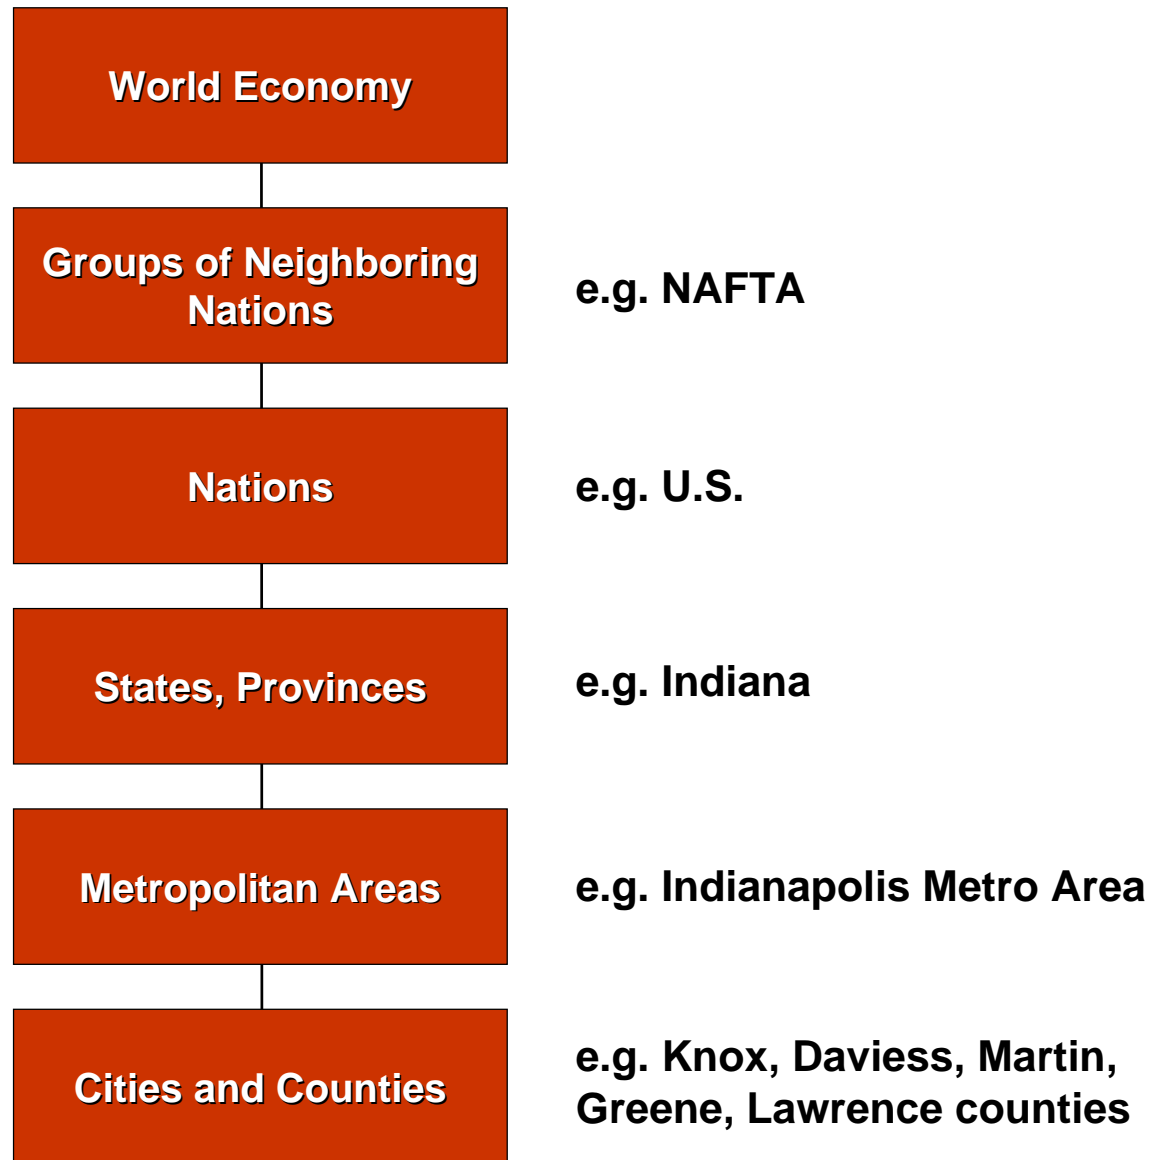 World Economy
Groups of Neighboring
Nations
e.g. NAFTA
Nations
e.g. U.S.
States, Provinces
e.g. Indiana
Metropolitan Areas
e.g. Indianapolis Metro Area
Cities and Counties
e.g. Knox, Daviess, Martin,
Greene, Lawrence counties